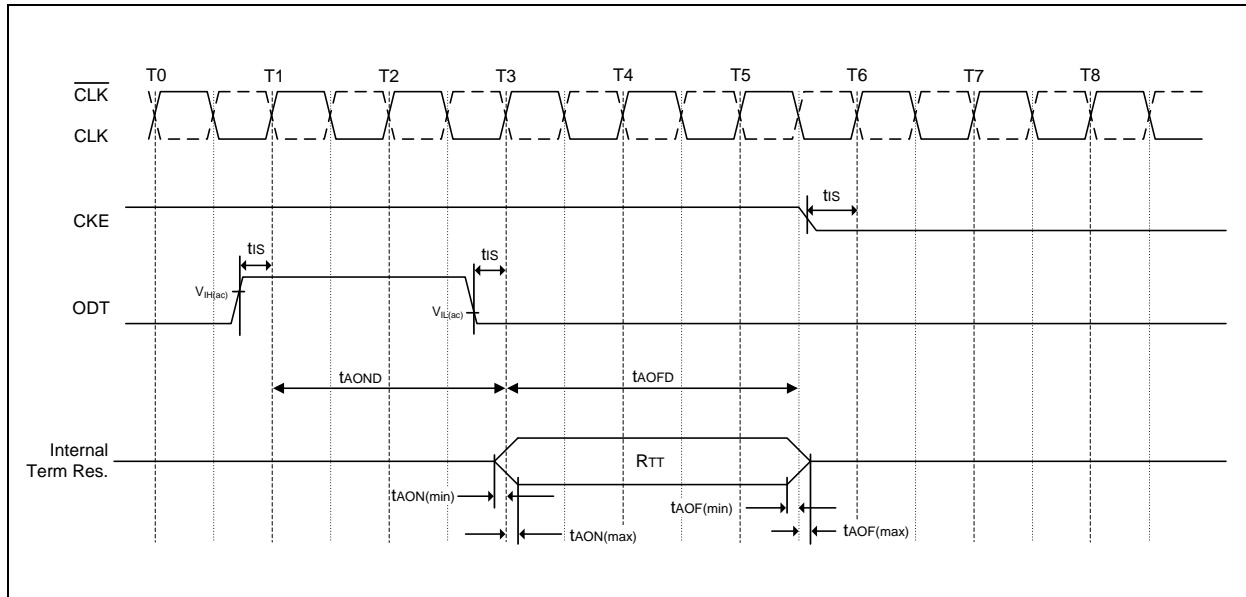 T0 T1 T2 T3 T4 T5 T6 T7 T8
CLK
CLK
tIS
CKE
tIS
tIS
VIH(ac)
VIL(ac)
ODT
tAOND
tAOFD
Internal
Term Res.
RTT
tAON(min)
tAOF(min)
tAON(max)
tAOF(max)